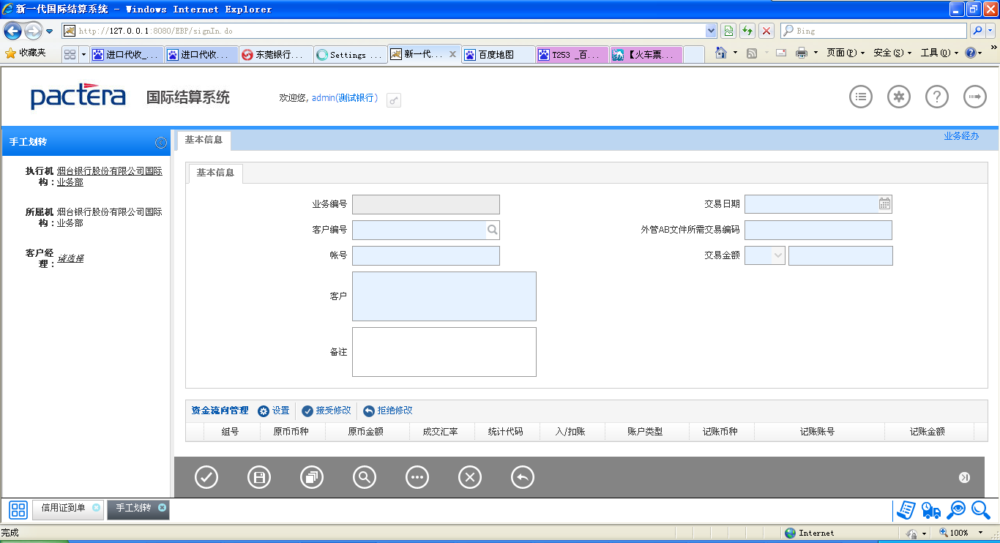 新一代国际结算系统 - Windows Internet Explorer
http://127.0.0.1:8080/EBP/signIn.do
Bing
收藏夹
进口代收_...
进口代收...
东莞银行...
Settings ...
新一代...
百度地图
T253 _百...
【火车票...
页面(P)
安全(S)
工具(O)
pactera
国际结算系统
欢迎您, admin(测试银行)
手工划转
基本信息
业务经办
执行机构：
烟台银行股份有限公司国际
业务部
所属机构：
烟台银行股份有限公司国际
业务部
客户经理：
请选择
基本信息
业务编号
交易日期
客户编号
外管AB文件所需交易编码
帐号
交易金额
客户
备注
资金流向管理
设置
接受修改
拒绝修改
组号
原币币种
原币金额
成交汇率
统计代码
入/扣账
账户类型
记账币种
记账账号
记账金额
信用证到单
手工划转
完成
Internet
100%